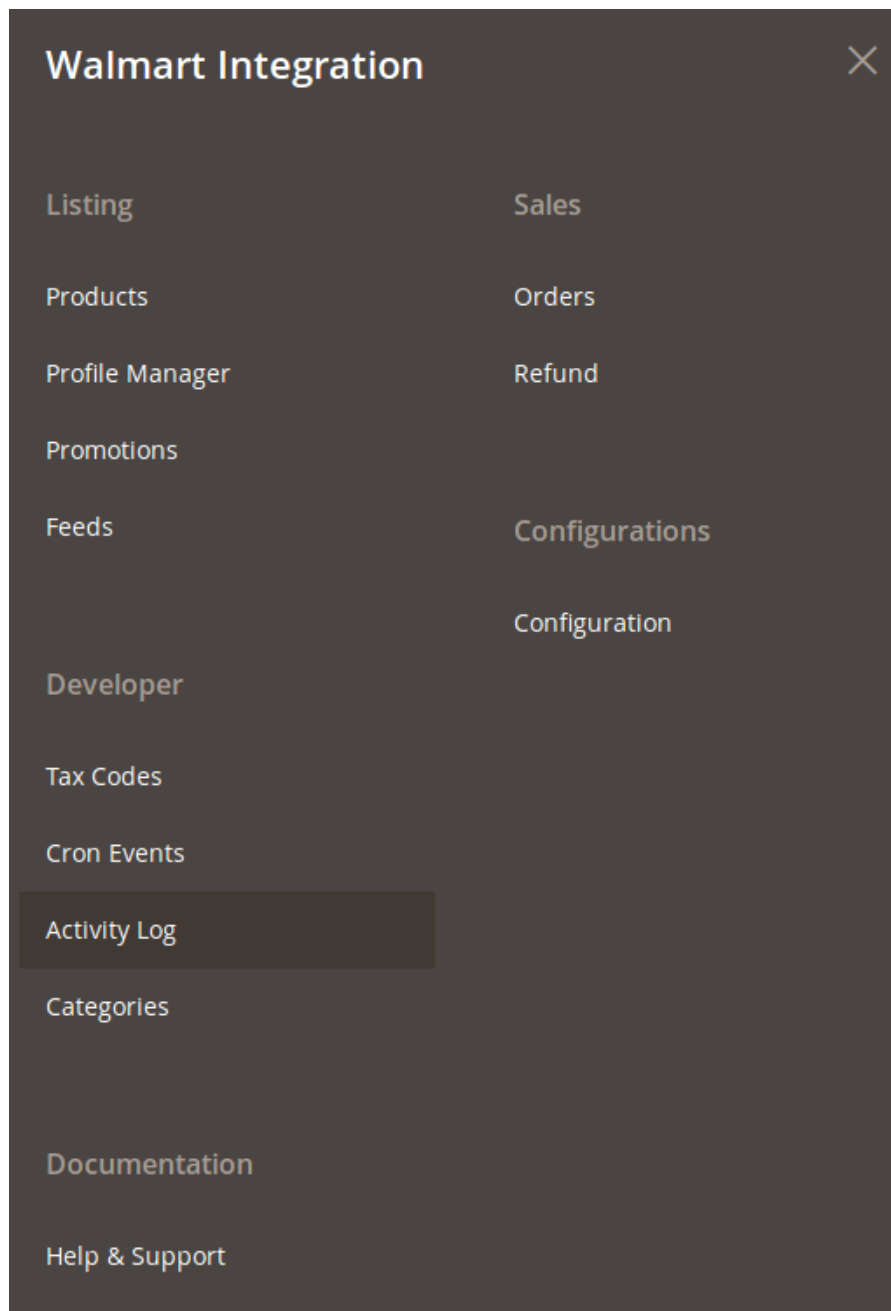 Walmart Integration
Listing
Products
Profile Manager
Promotions
Feeds
Developer
Tax Codes
Cron Events
Activity Log
Categories
Documentation
Help & Support
Sales
Orders
Refund
Configurations
Configuration